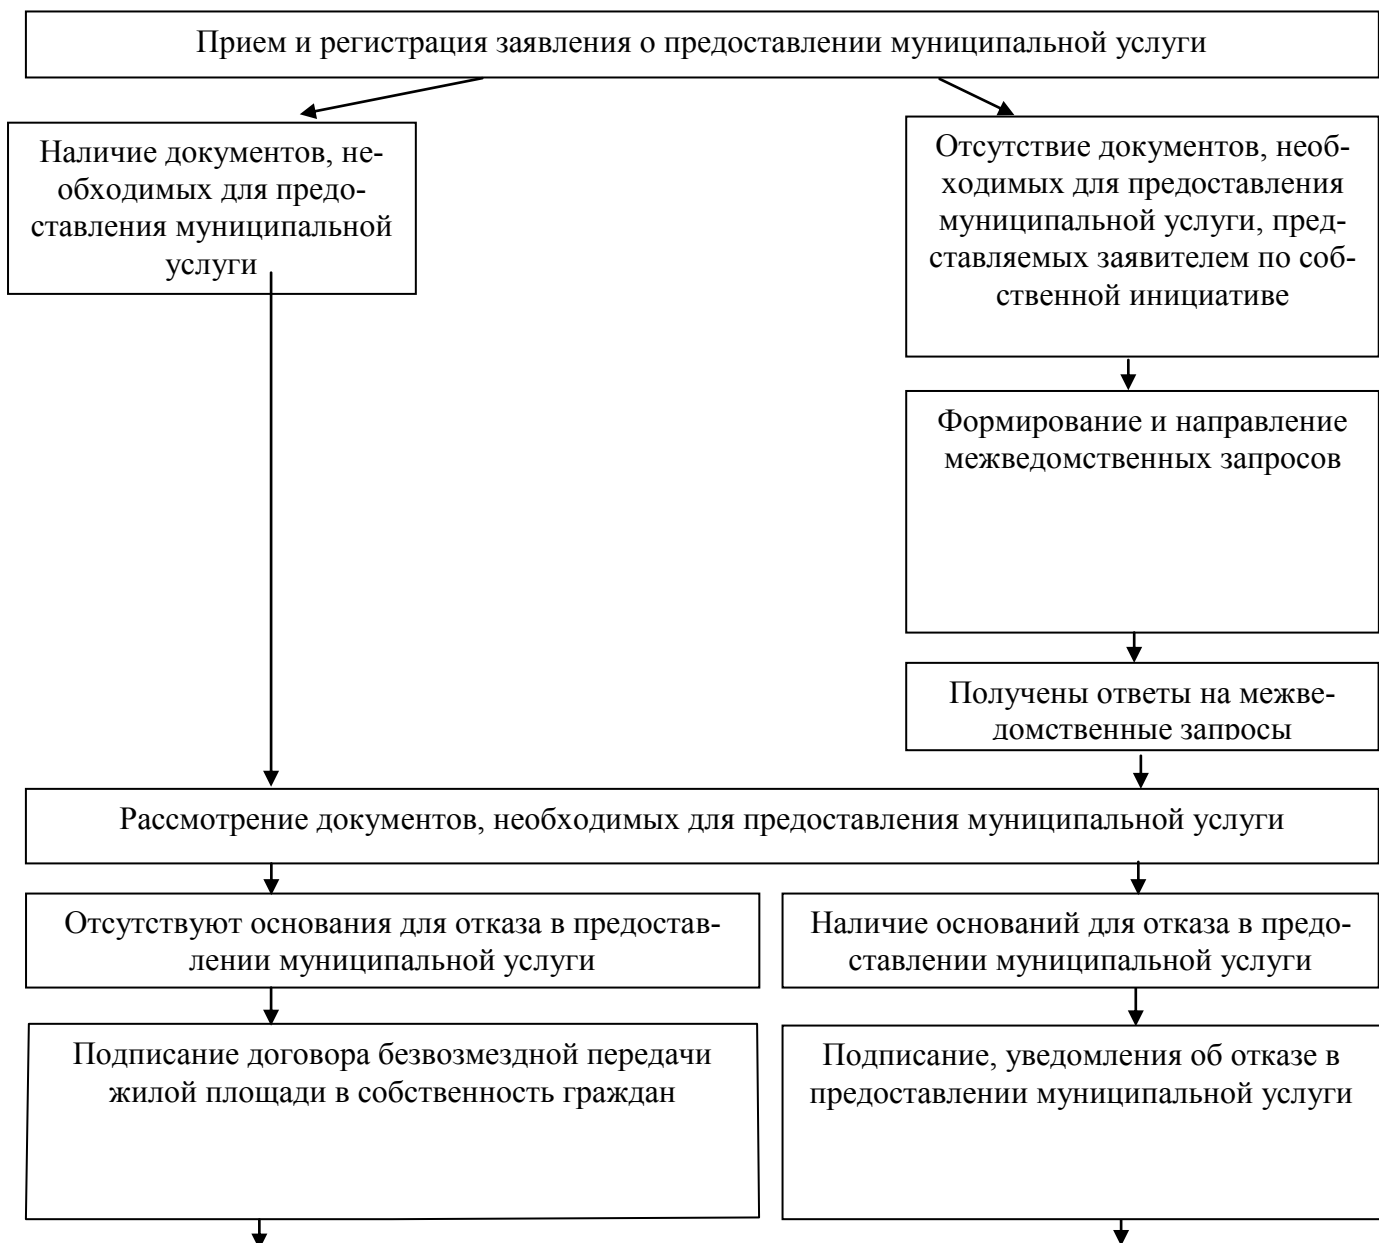 Прием и регистрация заявления о предоставлении муниципальной услуги
Наличие документов, не-
обходимых для предо-
ставления муниципальной
услуги
Отсутствие документов, необ-
ходимых для предоставления
муниципальной услуги, пред-
ставляемых заявителем по соб-
ственной инициативе
Формирование и направление
межведомственных запросов
Получены ответы на межве-
домственные запросы
Рассмотрение документов, необходимых для предоставления муниципальной услуги
Отсутствуют основания для отказа в предостав-
лении муниципальной услуги
Наличие оснований для отказа в предо-
ставлении муниципальной услуги
Подписание договора безвозмездной передачи
жилой площади в собственность граждан
Подписание, уведомления об отказе в
предоставлении муниципальной услуги